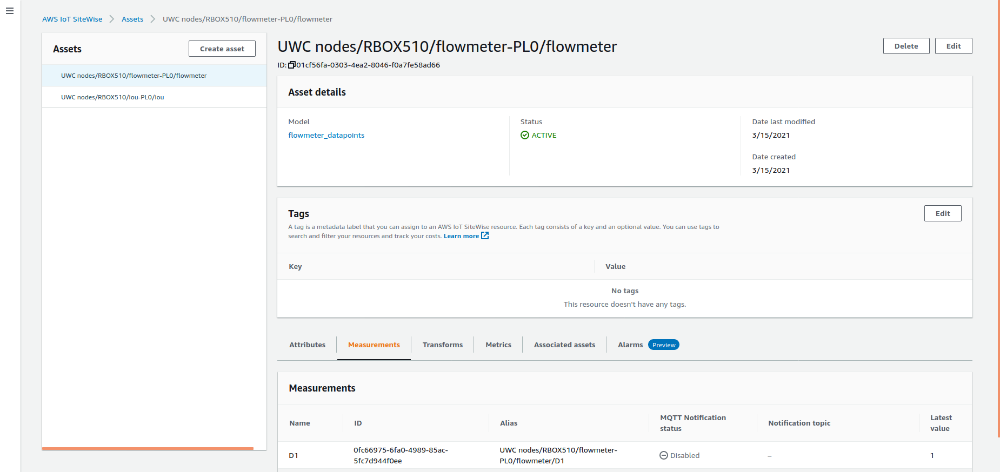 AWS IoT SiteWise
Assets
UWC nodes/RBOX510/flowmeter-PL0/flowmeter
Assets
Create asset
UWC nodes/RBOX510/flowmeter-PL0/flowmeter
UWC nodes/RBOX510/iou-PL0/iou
UWC nodes/RBOX510/flowmeter-PL0/flowmeter
Delete
Edit
ID: 01cf56fa-0303-4ea2-8046-f0a7fe58ad66
Asset details
Model
flowmeter_datapoints
Status
ACTIVE
Date last modified
3/15/2021
Date created
3/15/2021
Tags
Edit
A tag is a metadata label that you can assign to an AWS IoT SiteWise resource. Each tag consists of a key and an optional value. You can use tags to
search and filter your resources and track your costs. Learn more
Key
Value
No tags
This resource doesn't have any tags.
Attributes
Measurements
Transforms
Metrics
Associated assets
Alarms
Preview
Measurements
Name
ID
Alias
MQTT Notification
status
Notification topic
Latest
value
D1
0fc66975-6fa0-4989-85ac-
5fc7d944f0ee
UWC nodes/RBOX510/flowmeter-
PL0/flowmeter/D1
Disabled
–
1